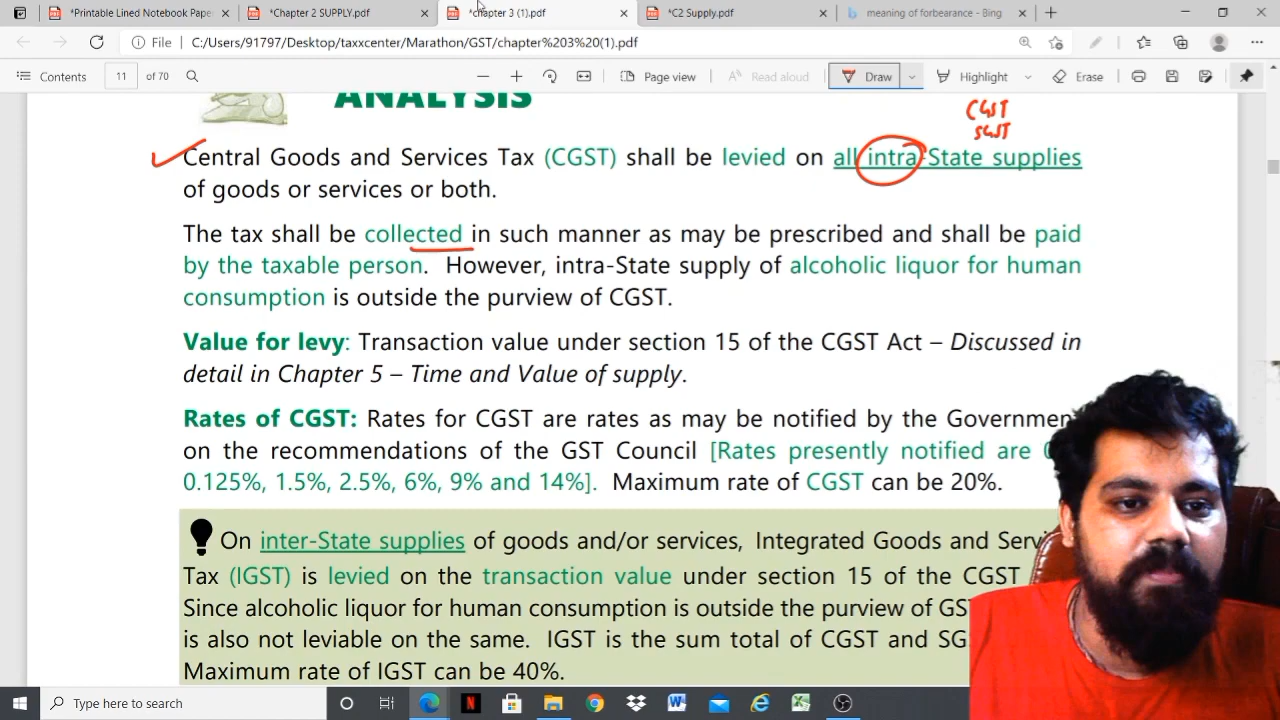 *Printable Lined Notebook Pape
*Chapter 2 SUPPLY.pdf
*chapter 3 (1).pdf
*C2 Supply.pdf
meaning of forbearance - Bing
File
C:/Users/91797/Desktop/taxxcenter/Marathon/GST/chapter%203%20(1).pdf
Contents
11
of 70
Page view
Read aloud
Draw
Highlight
Erase
ANALYSIS
CGST
SGST
Central Goods and Services Tax (CGST) shall be levied on all intra-State supplies
of goods or services or both.
The tax shall be collected in such manner as may be prescribed and shall be paid
by the taxable person. However, intra-State supply of alcoholic liquor for human
consumption is outside the purview of CGST.
Value for levy: Transaction value under section 15 of the CGST Act – Discussed in
detail in Chapter 5 – Time and Value of supply.
Rates of CGST: Rates for CGST are rates as may be notified by the Governmen
on the recommendations of the GST Council [Rates presently notified are
0.125%, 1.5%, 2.5%, 6%, 9% and 14%]. Maximum rate of CGST can be 20%.
On inter-State supplies of goods and/or services, Integrated Goods and Servi
Tax (IGST) is levied on the transaction value under section 15 of the CGST
Since alcoholic liquor for human consumption is outside the purview of GST
is also not leviable on the same. IGST is the sum total of CGST and SG
Maximum rate of IGST can be 40%.
Type here to search